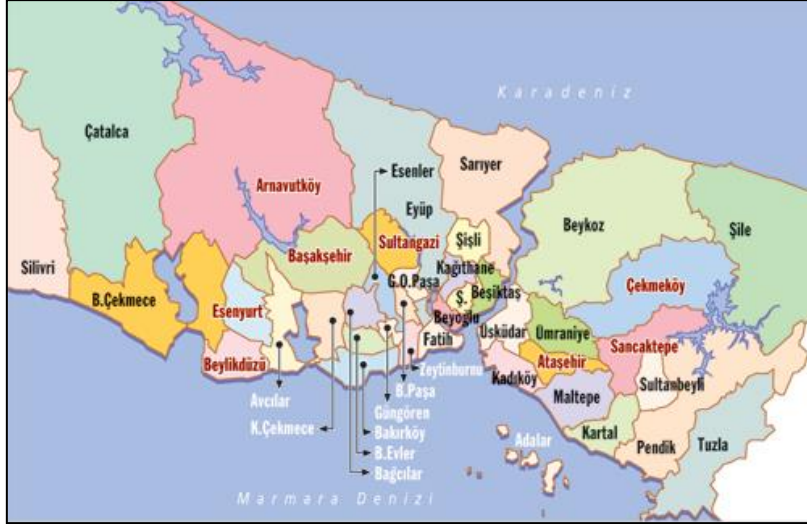 Karadeniz
Çatalca
Esenler
Sarıyer
Arnavutköy
Eyüp
Beykoz
Şile
Silivri
B.Çekmece
Başakşehir
Sultangazi
Şişli
Kağıthane
G.O.Paşa
Çekmeköy
Esenyurt
Ş.
Beşiktaş
Beyoglu
Üsküdar
Ümraniye
Fatih
Ataşehir
Sancaktepe
Beylikdüzü
Zeytinburnu
Kadıköy
Sultanbeyli
B.Paşa
Maltepe
Avcılar
Güngören
K.Çekmece
Bakırköy
Kartal
Adalar
Pendik
Tuzla
B.Evler
Bağcılar
Marmara Denizi